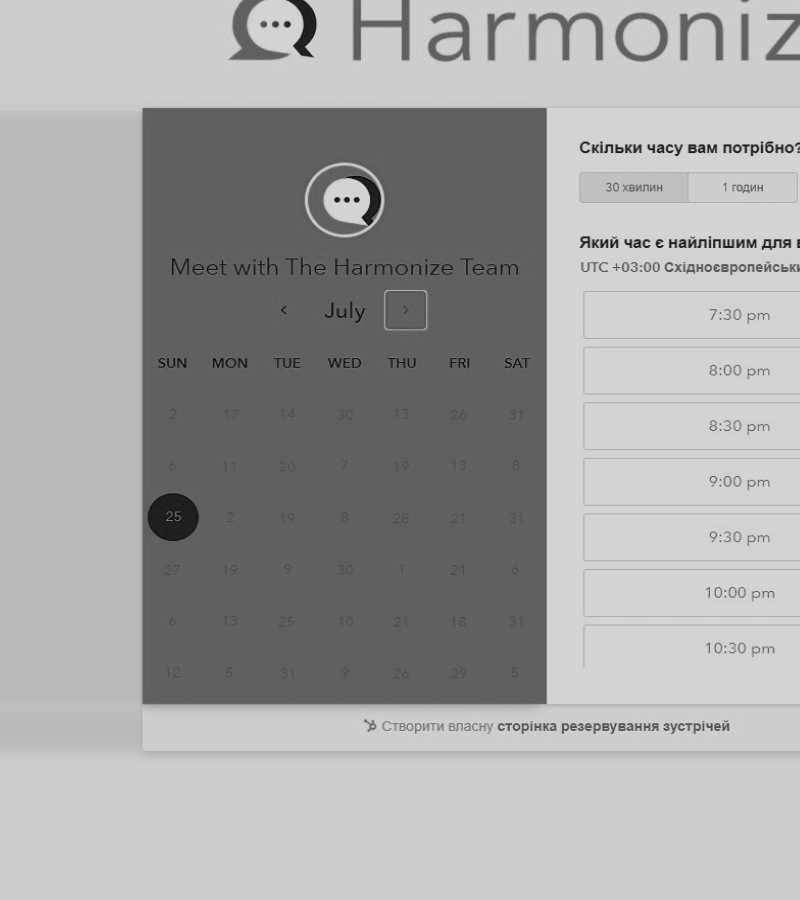 Harmoniz
Meet with The Harmonize Team
July
SUN MON TUE WED THU FRI SAT
2 17 14 30 13 26 31
6 11 20 7 19 13 8
25 2 19 8 28 21 31
27 19 9 30 1 21 6
6 13 25 10 21 18 31
12 5 31 9 26 29 5
Скільки часу вам потрібно?
30 хвилин 1 годин
Який час є найліпшим для в
UTC +03:00 Східноєвропейськи
7:30 pm
8:00 pm
8:30 pm
9:00 pm
9:30 pm
10:00 pm
10:30 pm
Створити власну сторінка резервування зустрічей